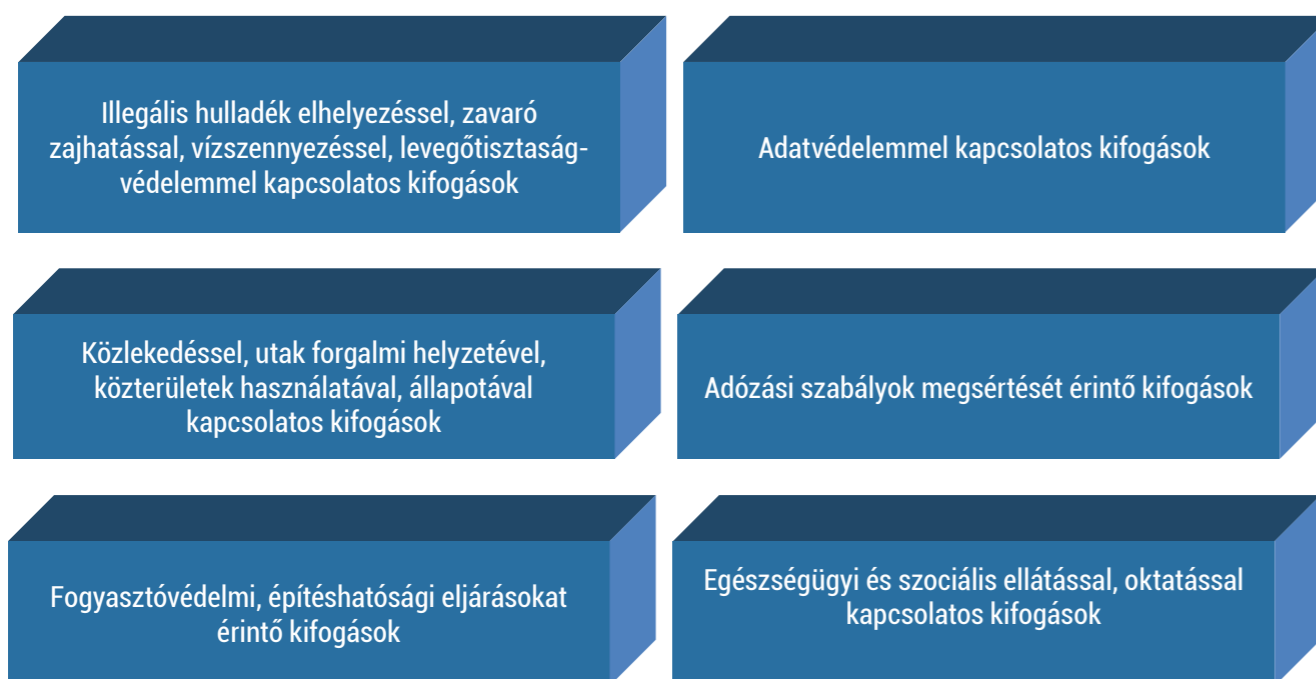 Illegális hulladék elhelyezéssel, zavaró
zajhatással, vízszennyezéssel, levegőtisztaság-
védelemmel kapcsolatos kifogások
Adatvédelemmel kapcsolatos kifogások
Közlekedéssel, utak forgalmi helyzetével,
közterületek használatával, állapotával
kapcsolatos kifogások
Adózási szabályok megsértését érintő kifogások
Fogyasztóvédelmi, építéshatósági eljárásokat
érintő kifogások
Egészségügyi és szociális ellátással, oktatással
kapcsolatos kifogások